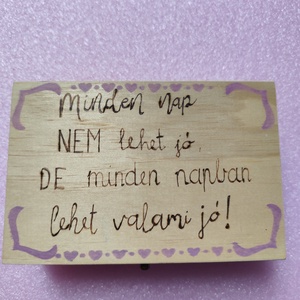 Minden nap
NEM lehet jó,
DE minden napban
lehet valami jó!